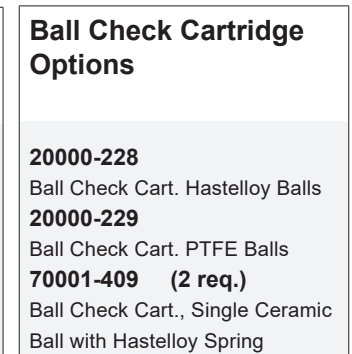 Ball Check Cartridge
Options
20000-228
Ball Check Cart. Hastelloy Balls
20000-229
Ball Check Cart. PTFE Balls
70001-409 (2 req.)
Ball Check Cart., Single Ceramic
Ball with Hastelloy Spring